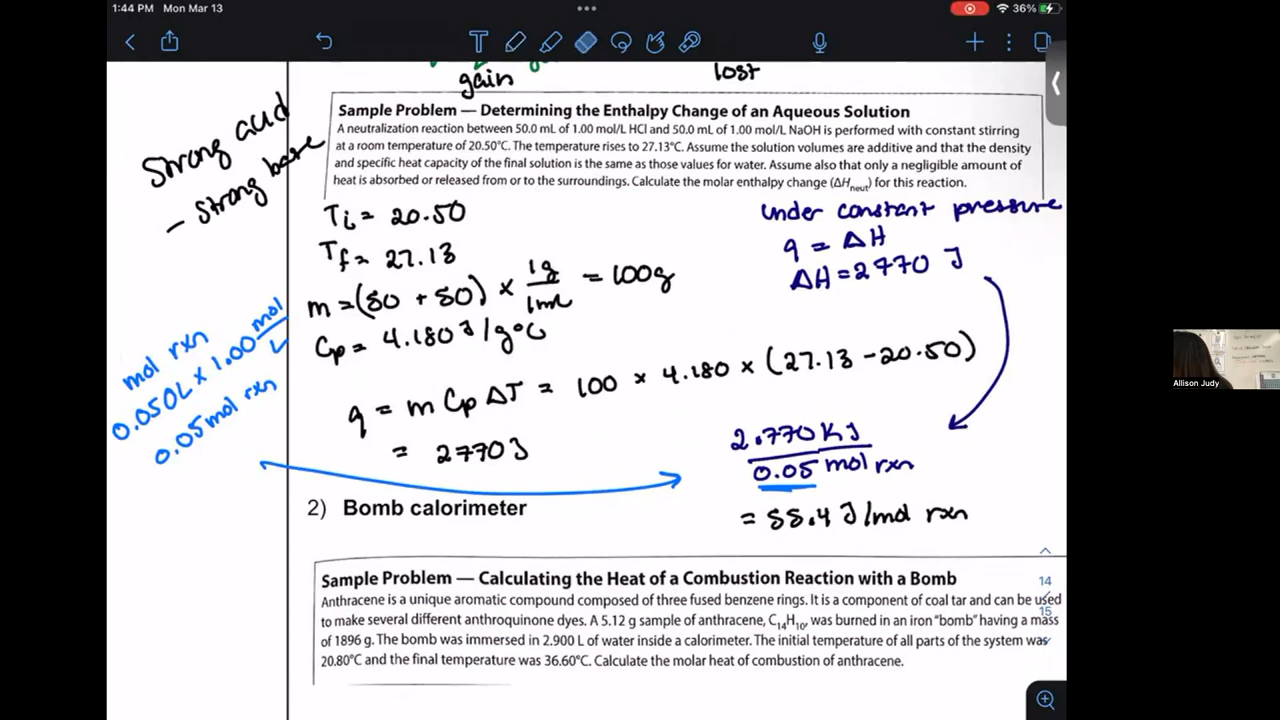 1:44 PM Mon Mar 13
36%
gain
lost
strong acid
- strong base
Sample Problem — Determining the Enthalpy Change of an Aqueous Solution
A neutralization reaction between 50.0 mL of 1.00 mol/L HCl and 50.0 mL of 1.00 mol/L NaOH is performed with constant stirring
at a room temperature of 20.50°C. The temperature rises to 27.13°C. Assume the solution volumes are additive and that the density
and specific heat capacity of the final solution is the same as those values for water. Assume also that only a negligible amount of
heat is absorbed or released from or to the surroundings. Calculate the molar enthalpy change (ΔHneut) for this reaction.
Ti = 20.50
Tf = 27.13
m = (50 + 50) × 1g/1mL = 100g
Cp = 4.180 J/g°C
q = m Cp ΔT = 100 × 4.180 × (27.13 - 20.50)
= 2770 J
under constant pressure
q = ΔH
ΔH = 2770 J
mol rxn
0.050L × 1.00 mol/L
0.05 mol rxn
2.770 KJ
0.05 mol rxn
= 55.4 J/mol rxn
2) Bomb calorimeter
Sample Problem — Calculating the Heat of a Combustion Reaction with a Bomb
Anthracene is a unique aromatic compound composed of three fused benzene rings. It is a component of coal tar and can be used
to make several different anthroquinone dyes. A 5.12 g sample of anthracene, C14H10, was burned in an iron "bomb" having a mass
of 1896 g. The bomb was immersed in 2.900 L of water inside a calorimeter. The initial temperature of all parts of the system was
20.80°C and the final temperature was 36.60°C. Calculate the molar heat of combustion of anthracene.
14
15
Allison Judy